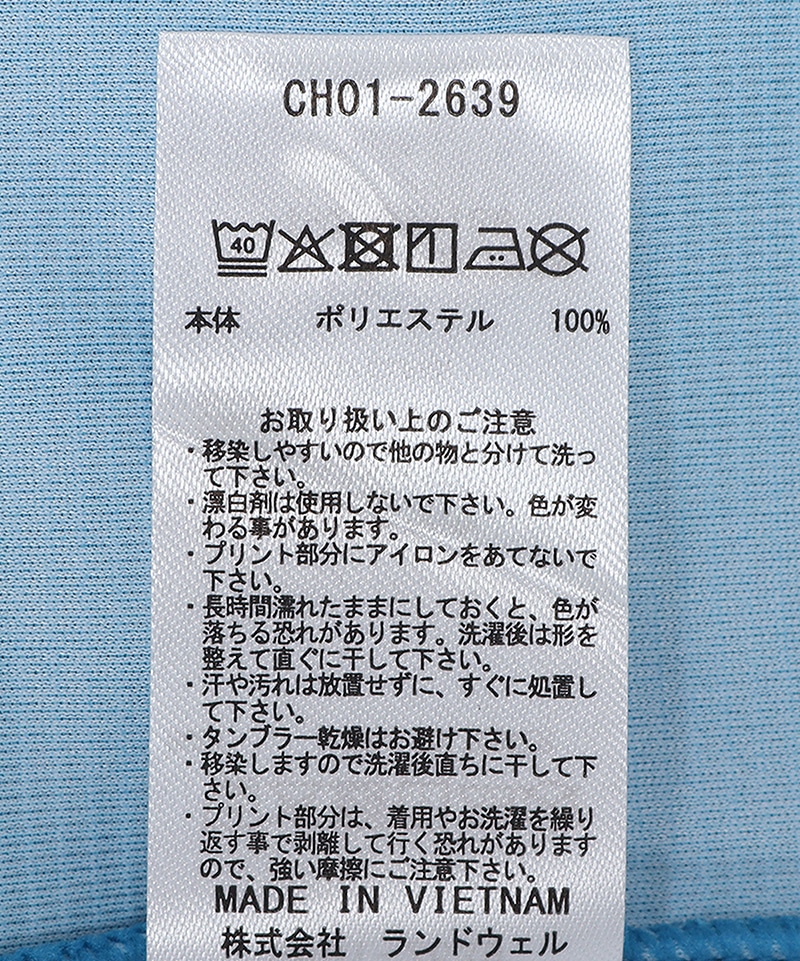 CH01-2639
40
本体 ポリエステル 100%
お取り扱い上のご注意
・移染しやすいので他の物と分けて洗っ
て下さい。
・漂白剤は使用しないで下さい。色が変
わる事があります。
・プリント部分にアイロンをあてないで
下さい。
・長時間濡れたままにしておくと、色が
落ちる恐れがあります。洗濯後は形を
整えて直ぐに干して下さい。
・汗や汚れは放置せずに、すぐに処置し
て下さい。
・タンブラー乾燥はお避け下さい。
・移染しますので洗濯後直ちに干して下
さい。
・プリント部分は、着用やお洗濯を繰り
返す事で剥離して行く恐れがあります
ので、強い摩擦にご注意下さい。
MADE IN VIETNAM
株式会社 ランドウェル